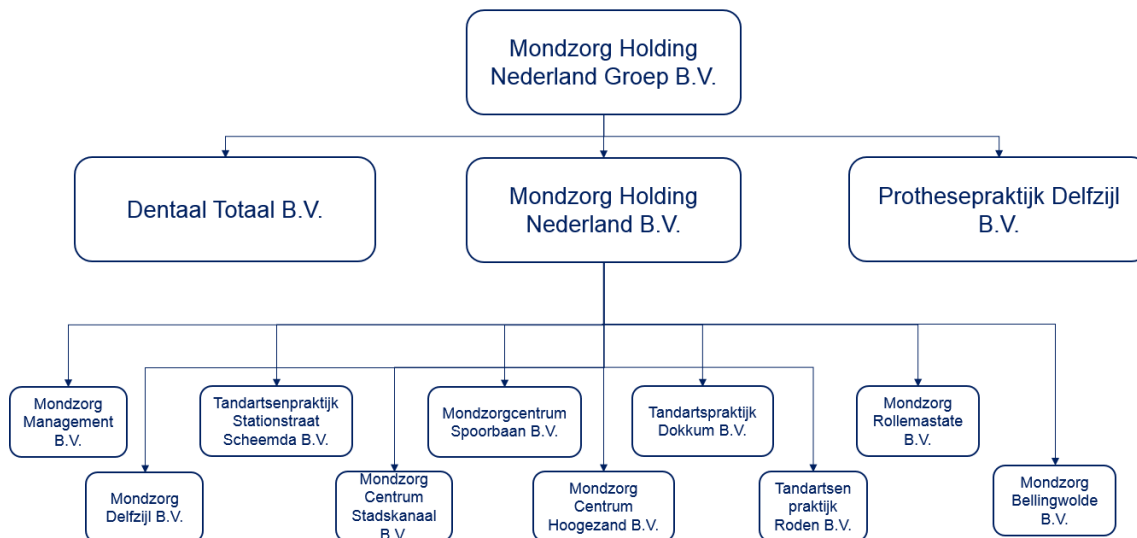 Mondzorg Holding
Nederland Groep B.V.
Dentaal Totaal B.V.
Mondzorg Holding
Nederland B.V.
Prothesepraktijk Delfzijl
B.V.
Mondzorg
Management
B.V.
Tandartsenpraktijk
Stationstraat
Scheemda B.V.
Mondzorgcentrum
Spoorbaan B.V.
Tandartspraktijk
Dokkum B.V.
Mondzorg
Rollemastate
B.V.
Mondzorg
Delfzijl B.V.
Mondzorg
Centrum
Stadskanaal
B.V.
Mondzorg
Centrum
Hoogezand B.V.
Tandartsen
praktijk
Roden B.V.
Mondzorg
Bellingwolde
B.V.